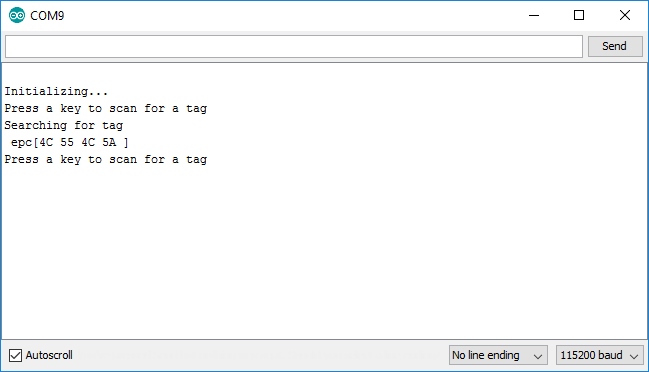 COM9
Send
Initializing...
Press a key to scan for a tag
Searching for tag
epc[4C 55 4C 5A ]
Press a key to scan for a tag
Autoscroll
No line ending
115200 baud